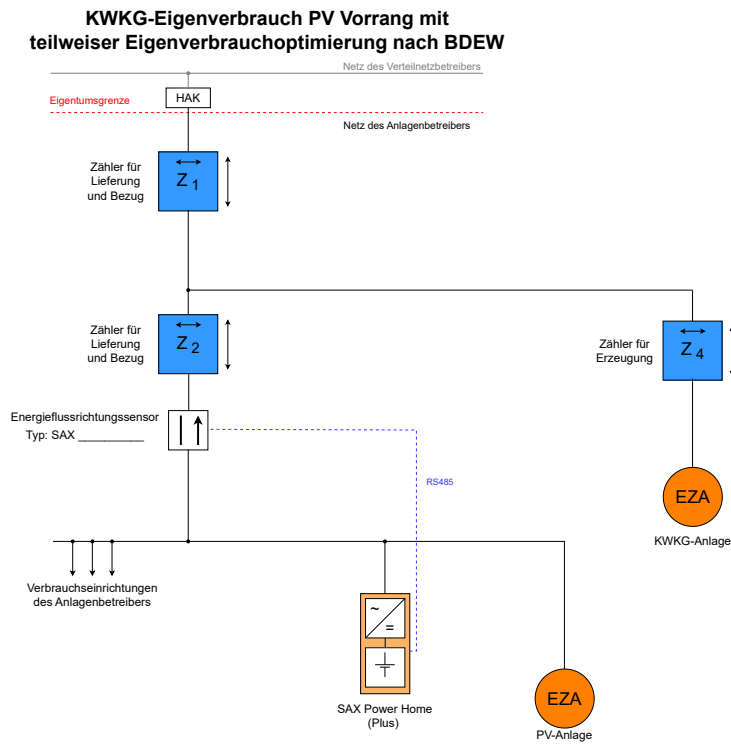 KWKG-Eigenverbrauch PV Vorrang mit
teilweiser Eigenverbrauchoptimierung nach BDEW
Netz des Verteilnetzbetreibers
Eigentumsgrenze
HAK
Netz des Anlagenbetreibers
Zähler für
Lieferung
und Bezug
Z 1
Zähler für
Lieferung
und Bezug
Z 2
Zähler für
Erzeugung
Z 4
Energieflussrichtungssensor
Typ: SAX __________
RS485
EZA
KWKG-Anlage
Verbrauchseinrichtungen
des Anlagenbetreibers
~
=
SAX Power Home
(Plus)
EZA
PV-Anlage